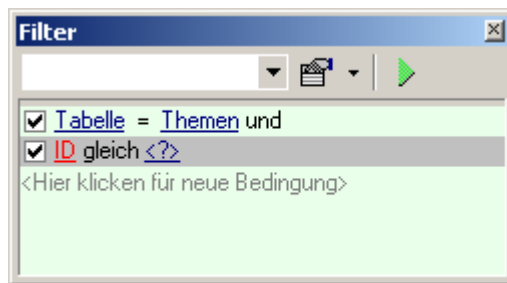 Filter
Tabelle = Themen und
ID gleich <?>
<Hier klicken für neue Bedingung>